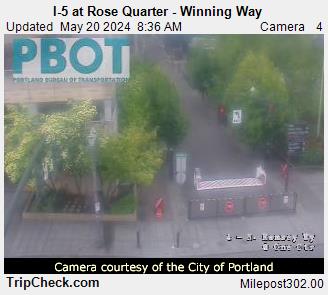 I-5 at Rose Quarter - Winning Way
Updated May 20 2024 8:36 AM Camera 4
PBOT
PORTLAND BUREAU OF TRANSPORTATION
Camera courtesy of the City of Portland
TripCheck.com Milepost302.00